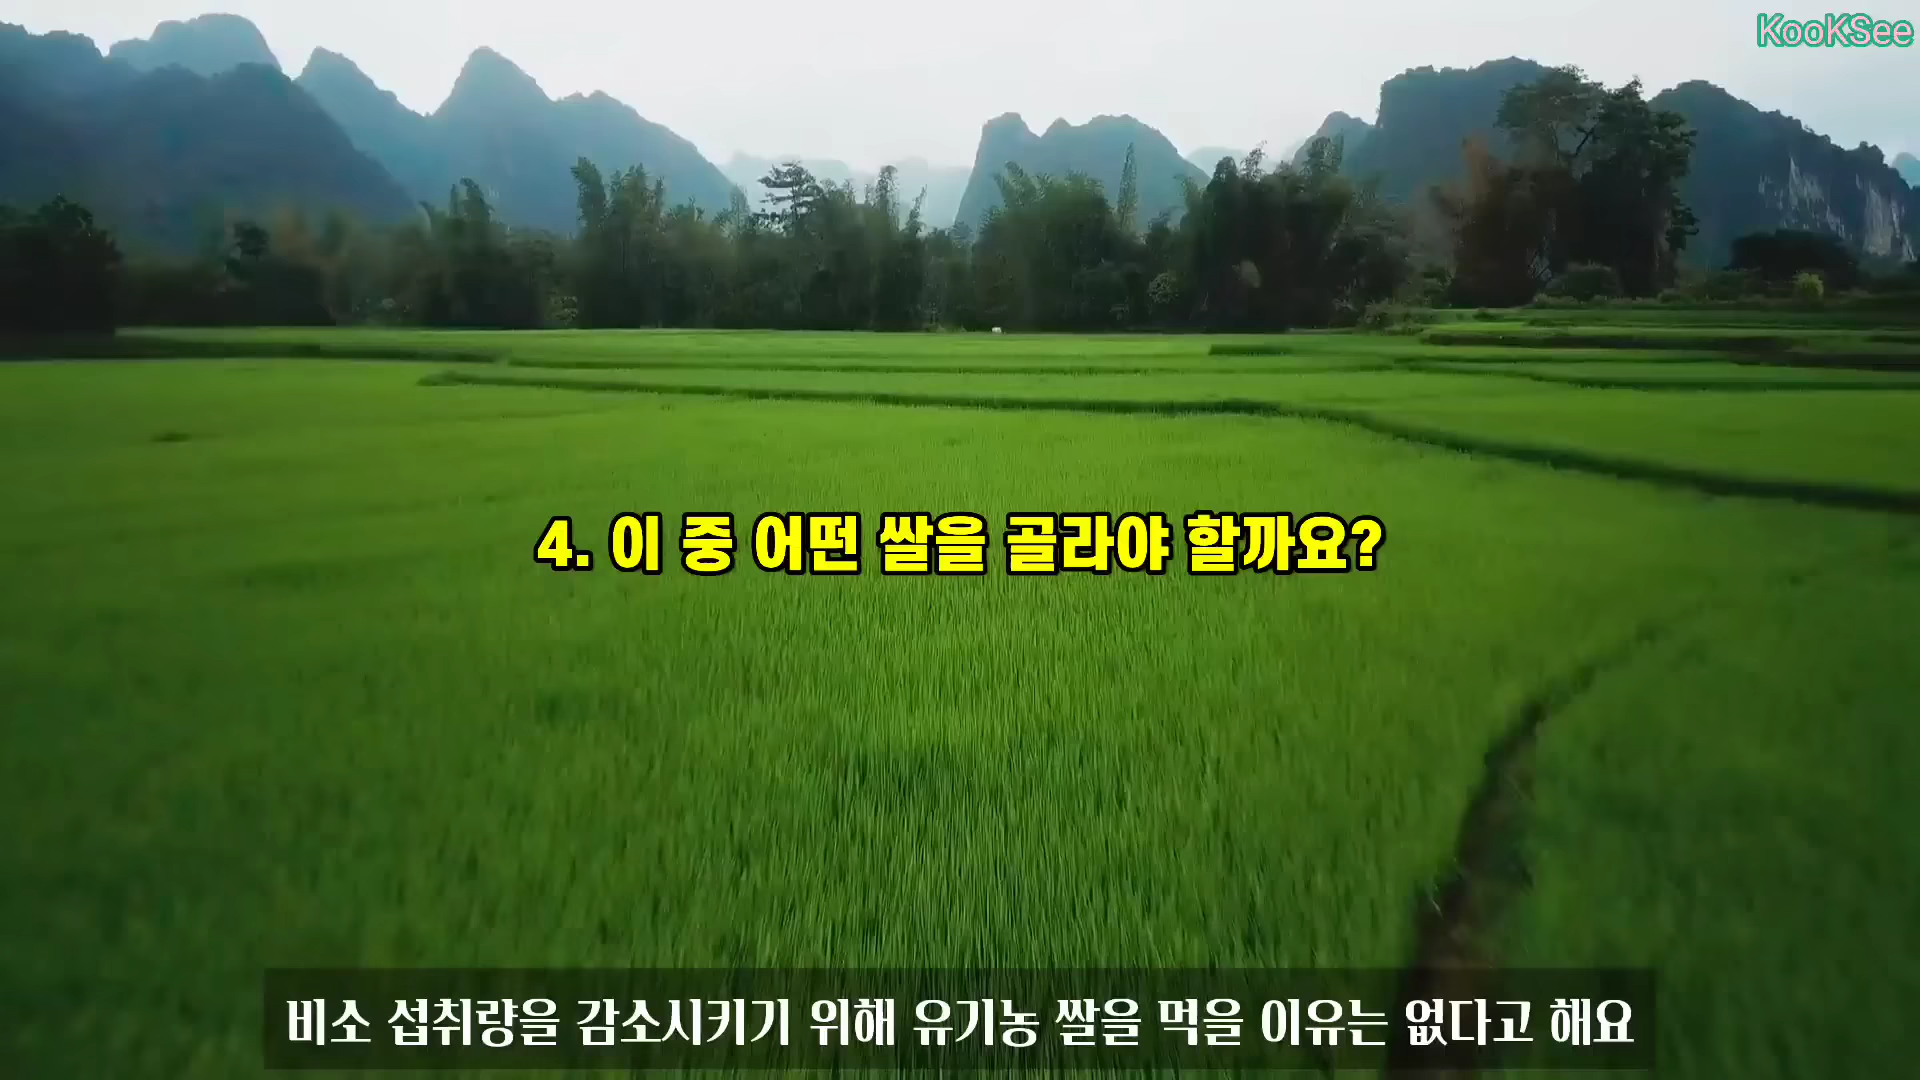 KooKSee
4. 이 중 어떤 쌀을 골라야 할까요?
비소 섭취량을 감소시키기 위해 유기농 쌀을 먹을 이유는 없다고 해요